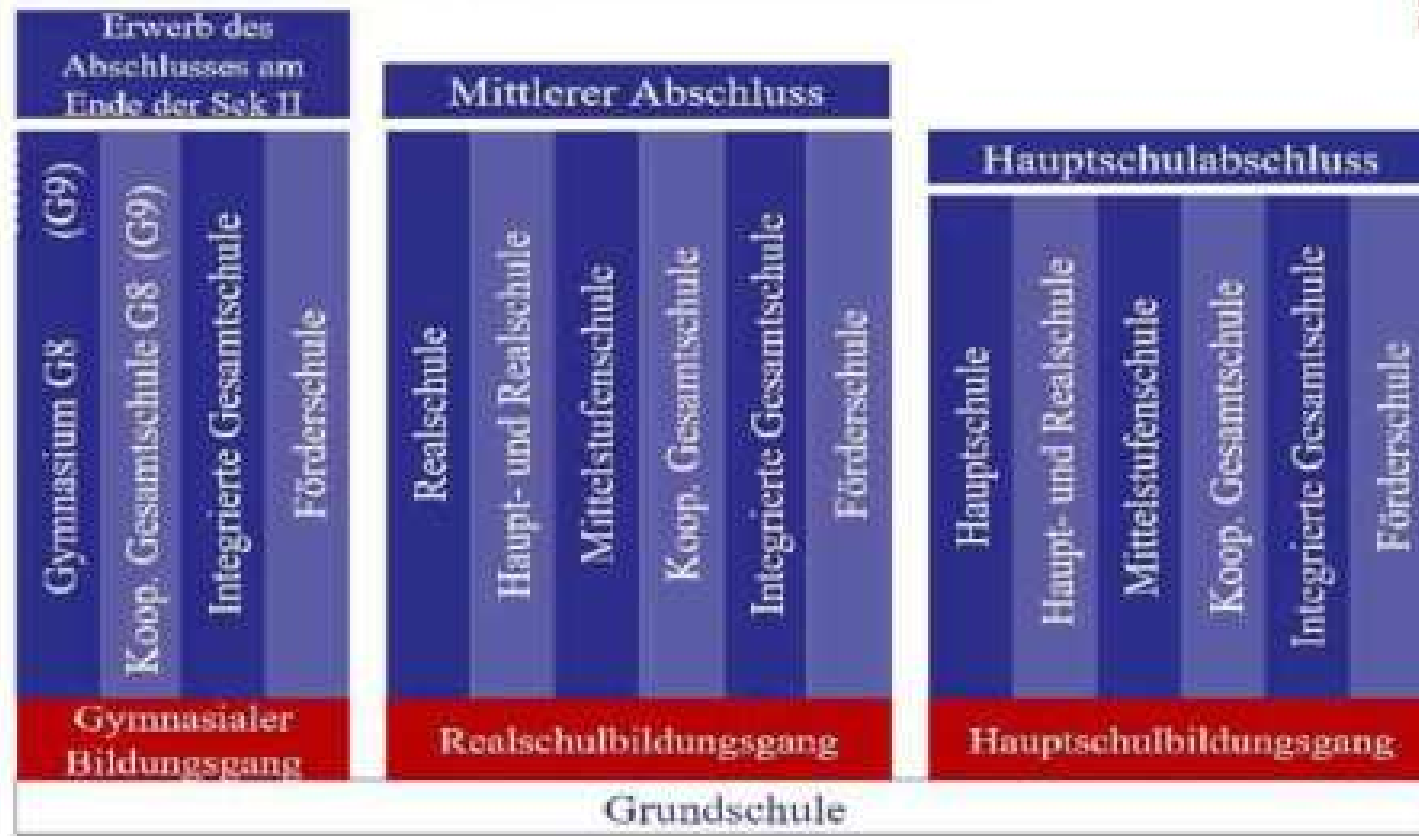 Erwerb des
Abschlusses am
Ende der Sek II
Gymnasium G8 (G9)
Koop. Gesamtschule G8 (G9)
Integrierte Gesamtschule
Förderschule
Gymnasialer
Bildungsgang
Mittlerer Abschluss
Realschule
Haupt- und Realschule
Mittelstufenschule
Koop. Gesamtschule
Integrierte Gesamtschule
Förderschule
Realschulbildungsgang
Hauptschulabschluss
Hauptschule
Haupt- und Realschule
Mittelstufenschule
Koop. Gesamtschule
Integrierte Gesamtschule
Förderschule
Hauptschulbildungsgang
Grundschule